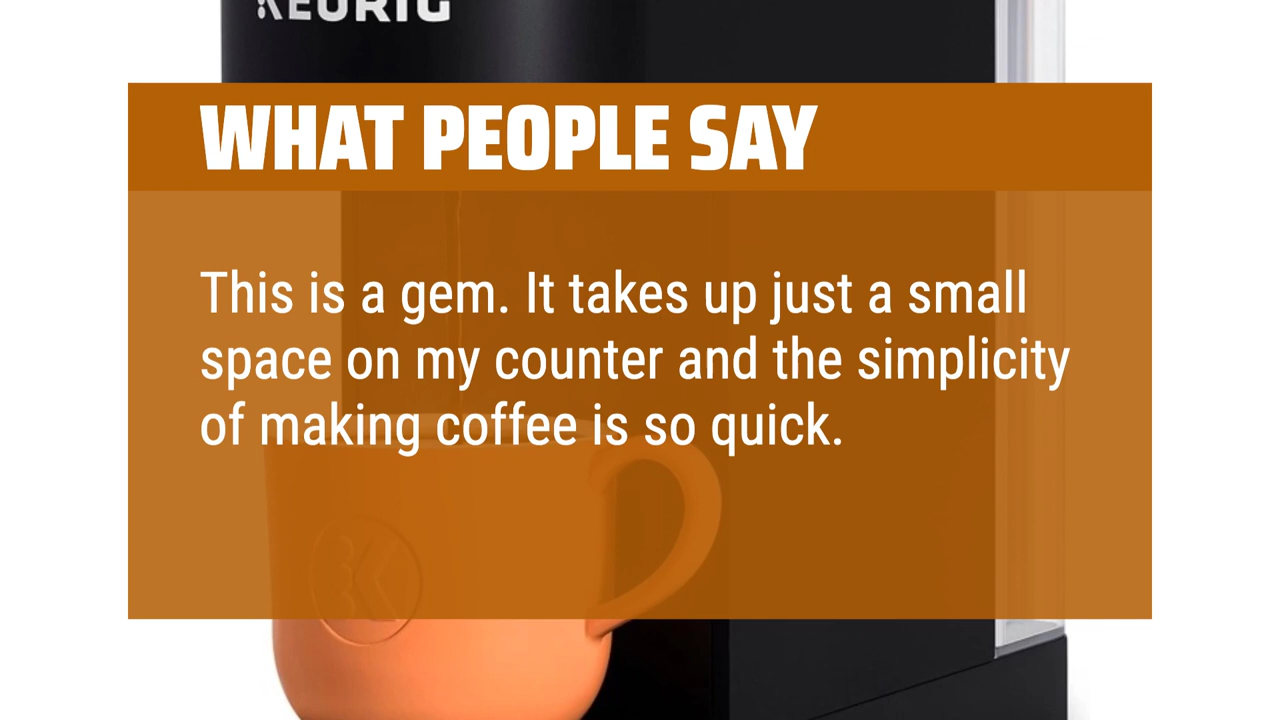 KEURIG
WHAT PEOPLE SAY
This is a gem. It takes up just a small
space on my counter and the simplicity
of making coffee is so quick.